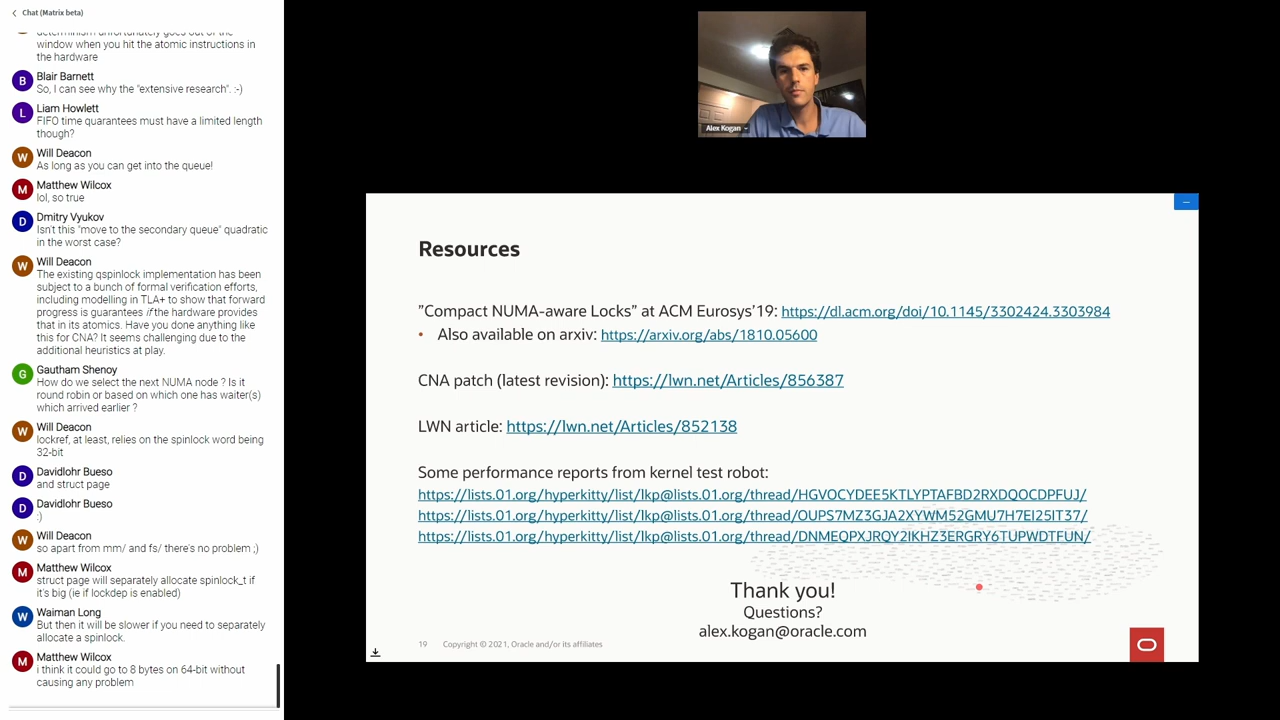 Chat (Matrix beta)
determinism unfortunately goes out of the
window when you hit the atomic instructions in
the hardware
B
Blair Barnett
So, I can see why the "extensive research". :-)
L
Liam Howlett
FIFO time quarantees must have a limited length
though?
W
Will Deacon
As long as you can get into the queue!
M
Matthew Wilcox
lol, so true
D
Dmitry Vyukov
Isn't this "move to the secondary queue" quadratic
in the worst case?
W
Will Deacon
The existing qspinlock implementation has been
subject to a bunch of formal verification efforts,
including modelling in TLA+ to show that forward
progress is guarantees if the hardware provides
that in its atomics. Have you done anything like
this for CNA? It seems challenging due to the
additional heuristics at play.
G
Gautham Shenoy
How do we select the next NUMA node ? Is it
round robin or based on which one has waiter(s)
which arrived earlier ?
W
Will Deacon
lockref, at least, relies on the spinlock word being
32-bit
D
Davidlohr Bueso
and struct page
D
Davidlohr Bueso
:)
W
Will Deacon
so apart from mm/ and fs/ there's no problem ;)
M
Matthew Wilcox
struct page will separately allocate spinlock_t if
it's big (ie if lockdep is enabled)
W
Waiman Long
But then it will be slower if you need to separately
allocate a spinlock.
M
Matthew Wilcox
i think it could go to 8 bytes on 64-bit without
causing any problem
Alex Kogan
Resources
"Compact NUMA-aware Locks" at ACM Eurosys'19: https://dl.acm.org/doi/10.1145/3302424.3303984
• Also available on arxiv: https://arxiv.org/abs/1810.05600
CNA patch (latest revision): https://lwn.net/Articles/856387
LWN article: https://lwn.net/Articles/852138
Some performance reports from kernel test robot:
https://lists.01.org/hyperkitty/list/lkp@lists.01.org/thread/HGVOCYDEE5KTLYPTAFBD2RXDQOCDPFUJ/
https://lists.01.org/hyperkitty/list/lkp@lists.01.org/thread/OUPS7MZ3GJA2XYWM52GMU7H7EI25IT37/
https://lists.01.org/hyperkitty/list/lkp@lists.01.org/thread/DNMEQPXJRQY2IKHZ3ERGRY6TUPWDTFUN/
Thank you!
Questions?
alex.kogan@oracle.com
19 Copyright © 2021, Oracle and/or its affiliates